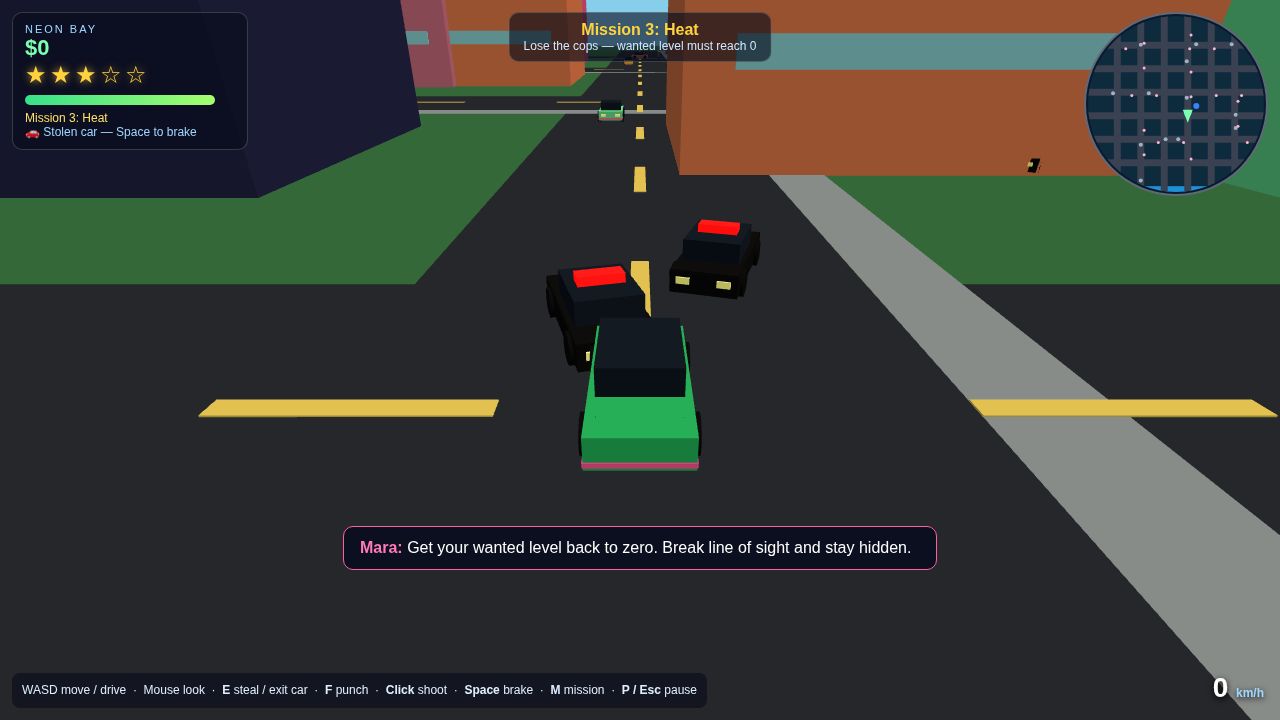 NEON BAY
$0
★★★☆☆
Mission 3: Heat
🚗 Stolen car — Space to brake
Mission 3: Heat
Lose the cops — wanted level must reach 0
Mara: Get your wanted level back to zero. Break line of sight and stay hidden.
WASD move / drive · Mouse look · E steal / exit car · F punch · Click shoot · Space brake · M mission · P / Esc pause
0 km/h